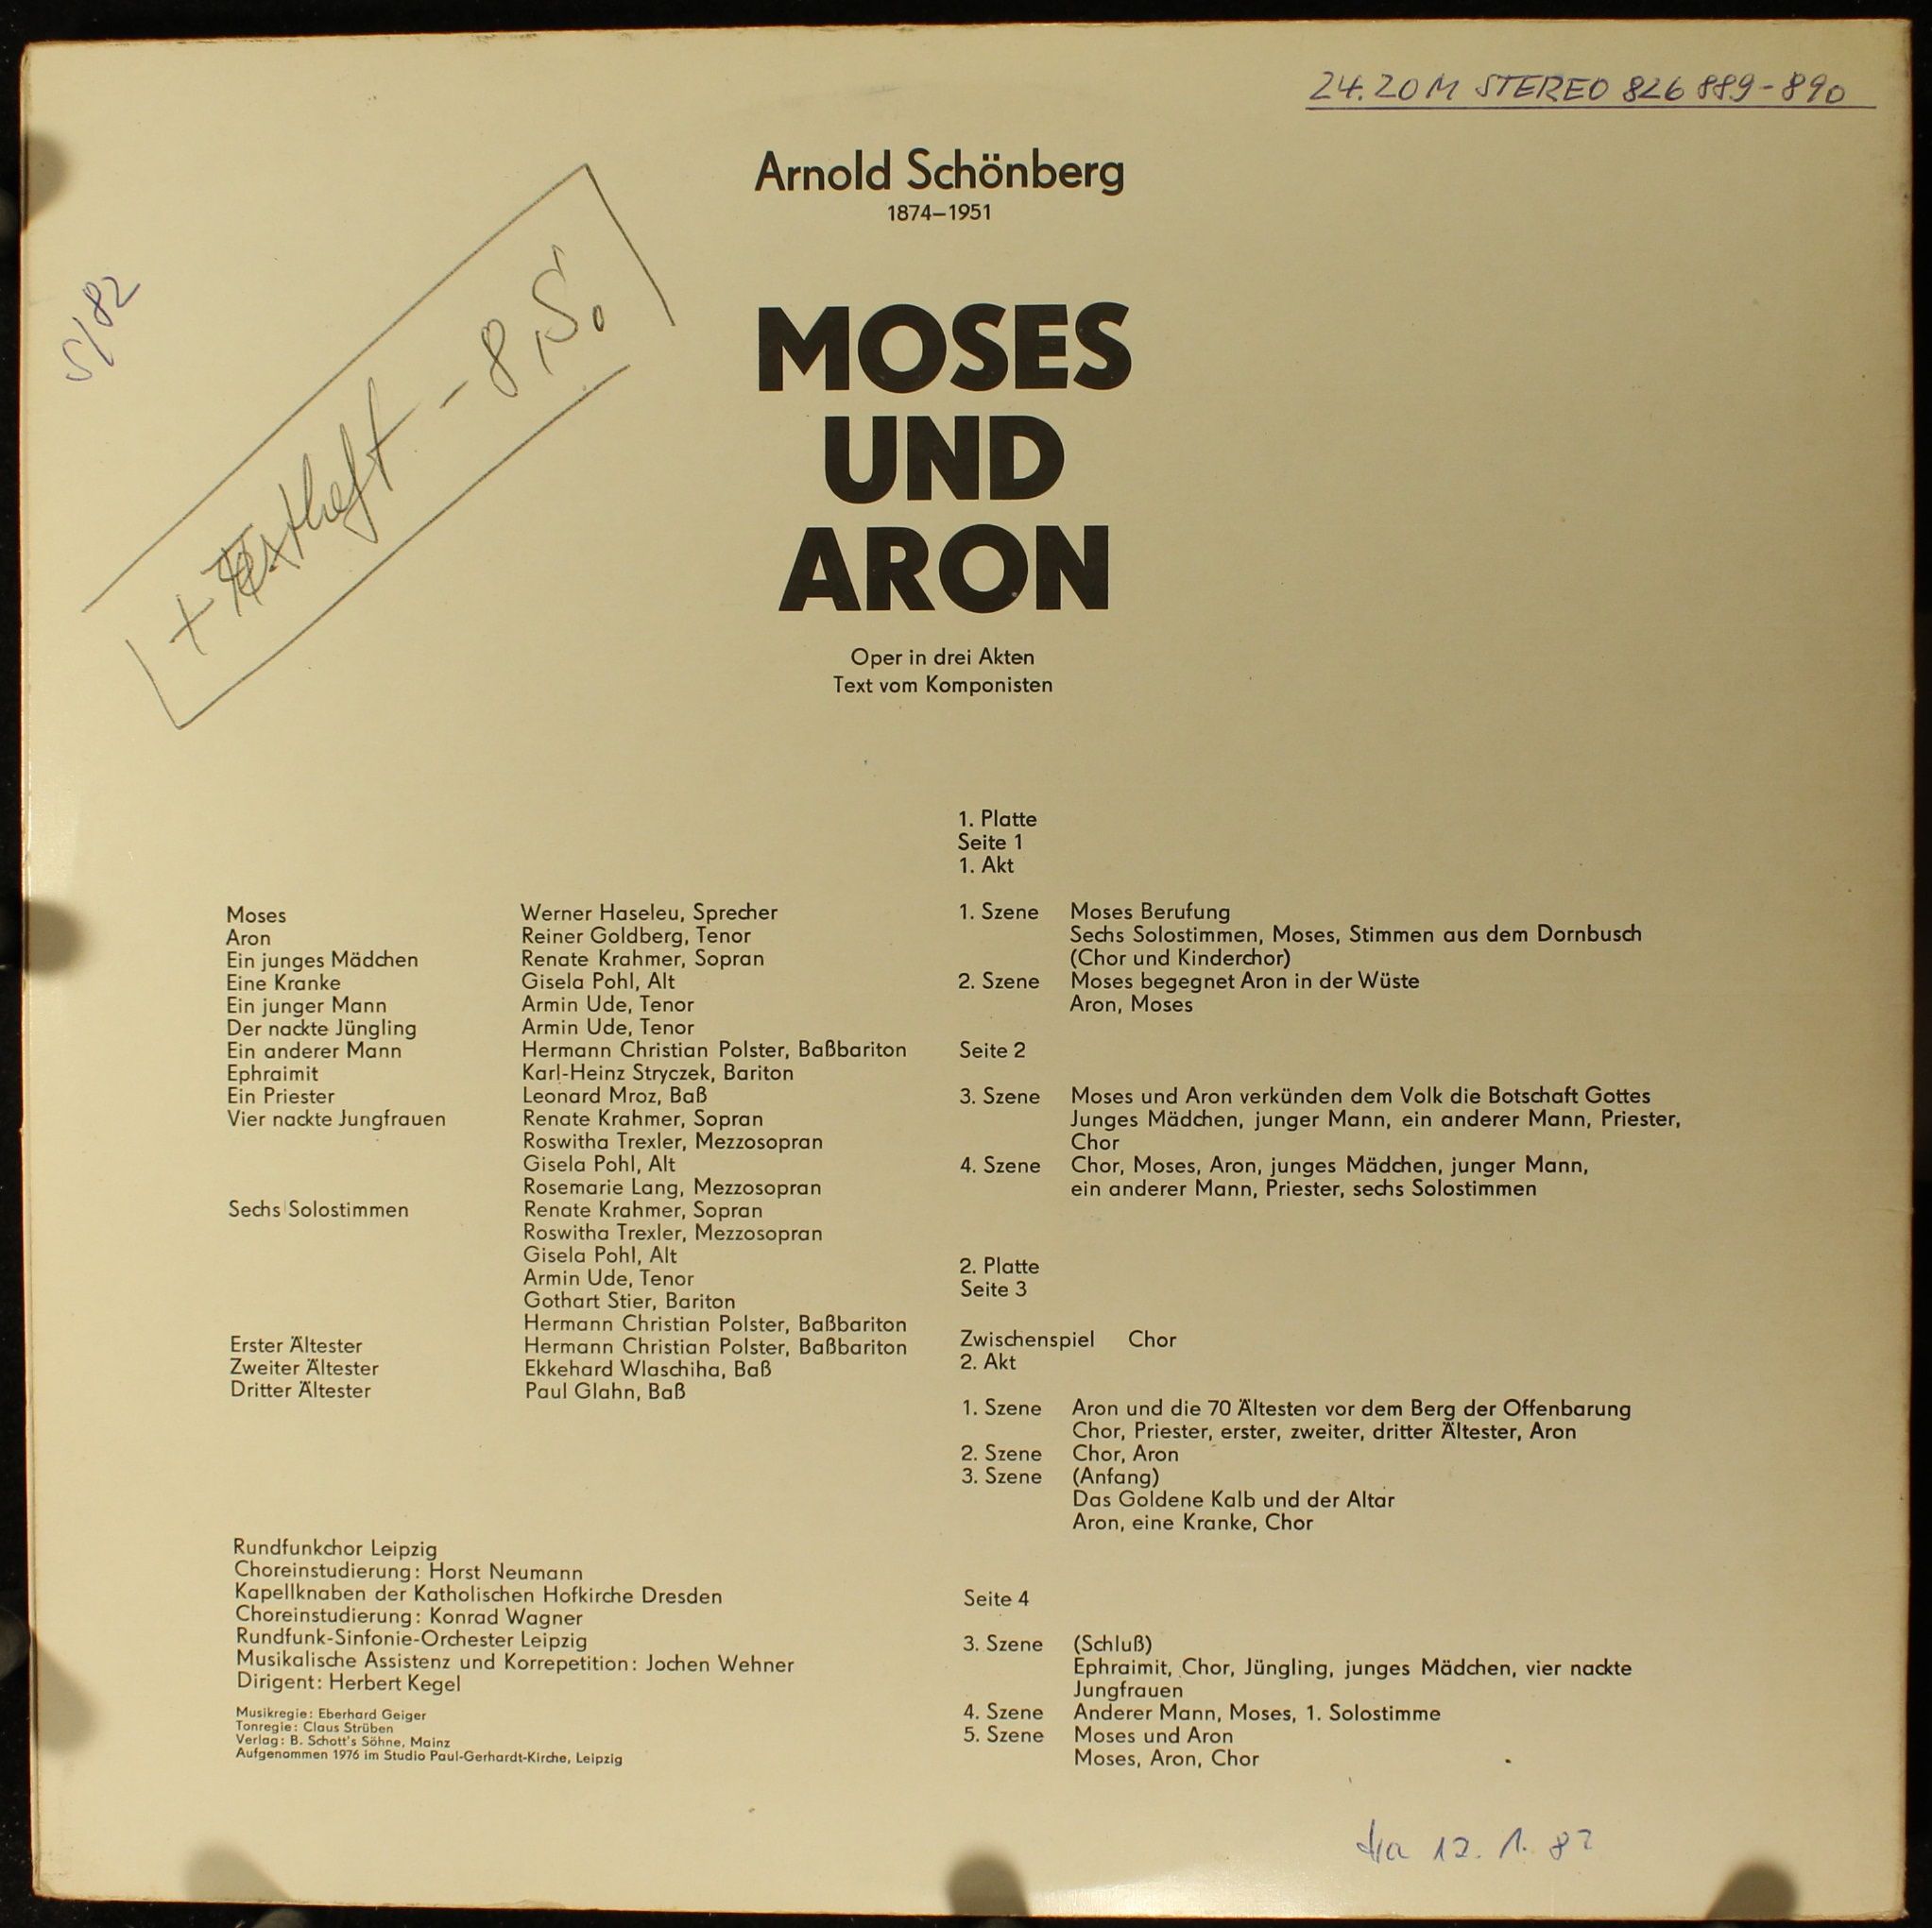 24.20 M STEREO 826 889-890
Arnold Schönberg
1874–1951
5/82
+ Textheft - 8,50
MOSES
UND
ARON
Oper in drei Akten
Text vom Komponisten
Moses Werner Haseleu, Sprecher
Aron Reiner Goldberg, Tenor
Ein junges Mädchen Renate Krahmer, Sopran
Eine Kranke Gisela Pohl, Alt
Ein junger Mann Armin Ude, Tenor
Der nackte Jüngling Armin Ude, Tenor
Ein anderer Mann Hermann Christian Polster, Baßbariton
Ephraimit Karl-Heinz Stryczek, Bariton
Ein Priester Leonard Mroz, Baß
Vier nackte Jungfrauen Renate Krahmer, Sopran
Roswitha Trexler, Mezzosopran
Gisela Pohl, Alt
Rosemarie Lang, Mezzosopran
Sechs Solostimmen Renate Krahmer, Sopran
Roswitha Trexler, Mezzosopran
Gisela Pohl, Alt
Armin Ude, Tenor
Gothart Stier, Bariton
Hermann Christian Polster, Baßbariton
Erster Ältester Hermann Christian Polster, Baßbariton
Zweiter Ältester Ekkehard Wlaschiha, Baß
Dritter Ältester Paul Glahn, Baß
Rundfunkchor Leipzig
Choreinstudierung: Horst Neumann
Kapellknaben der Katholischen Hofkirche Dresden
Choreinstudierung: Konrad Wagner
Rundfunk-Sinfonie-Orchester Leipzig
Musikalische Assistenz und Korrepetition: Jochen Wehner
Dirigent: Herbert Kegel
Musikregie: Eberhard Geiger
Tonregie: Claus Strüben
Verlag: B. Schott's Söhne, Mainz
Aufgenommen 1976 im Studio Paul-Gerhardt-Kirche, Leipzig
1. Platte
Seite 1
1. Akt
1. Szene Moses Berufung
Sechs Solostimmen, Moses, Stimmen aus dem Dornbusch
(Chor und Kinderchor)
2. Szene Moses begegnet Aron in der Wüste
Aron, Moses
Seite 2
3. Szene Moses und Aron verkünden dem Volk die Botschaft Gottes
Junges Mädchen, junger Mann, ein anderer Mann, Priester,
Chor
4. Szene Chor, Moses, Aron, junges Mädchen, junger Mann,
ein anderer Mann, Priester, sechs Solostimmen
2. Platte
Seite 3
Zwischenspiel Chor
2. Akt
1. Szene Aron und die 70 Ältesten vor dem Berg der Offenbarung
Chor, Priester, erster, zweiter, dritter Ältester, Aron
2. Szene Chor, Aron
3. Szene (Anfang)
Das Goldene Kalb und der Altar
Aron, eine Kranke, Chor
Seite 4
3. Szene (Schluß)
Ephraimit, Chor, Jüngling, junges Mädchen, vier nackte
Jungfrauen
4. Szene Anderer Mann, Moses, 1. Solostimme
5. Szene Moses und Aron
Moses, Aron, Chor
12. 1. 82